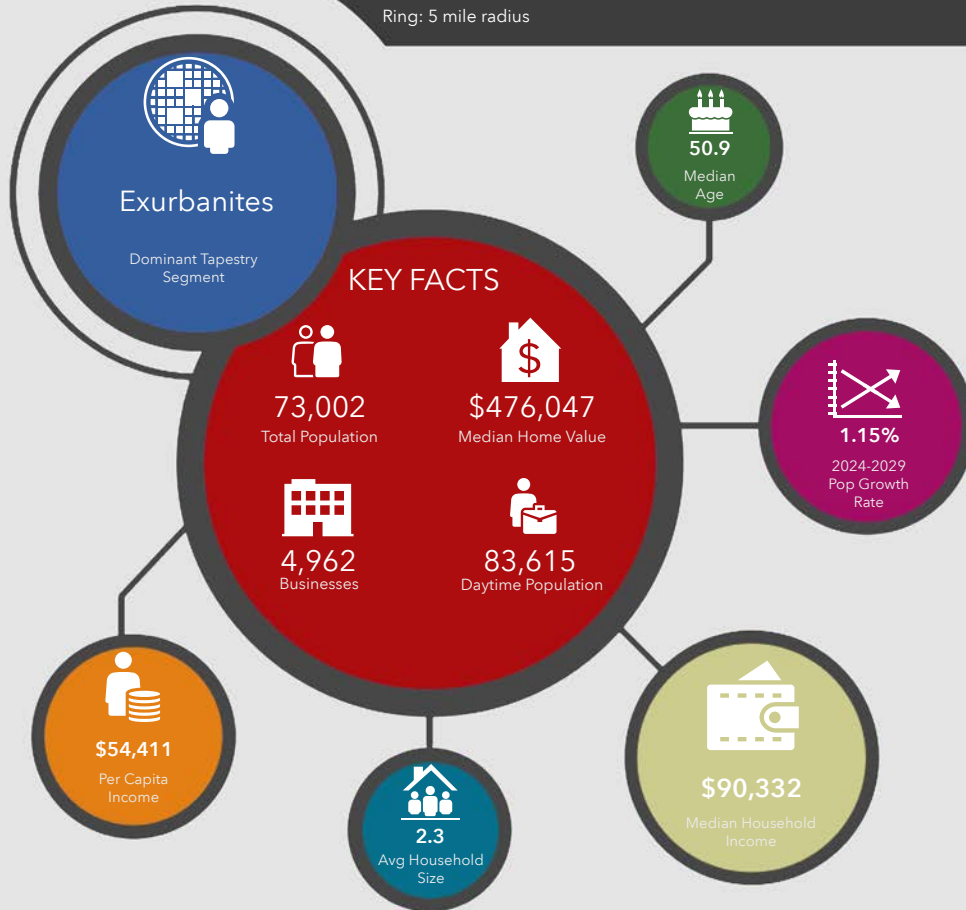 Ring: 5 mile radius
Exurbanites
Dominant Tapestry
Segment
KEY FACTS
73,002
Total Population
$476,047
Median Home Value
4,962
Businesses
83,615
Daytime Population
50.9
Median
Age
1.15%
2024-2029
Pop Growth
Rate
$54,411
Per Capita
Income
2.3
Avg Household
Size
$90,332
Median Household
Income